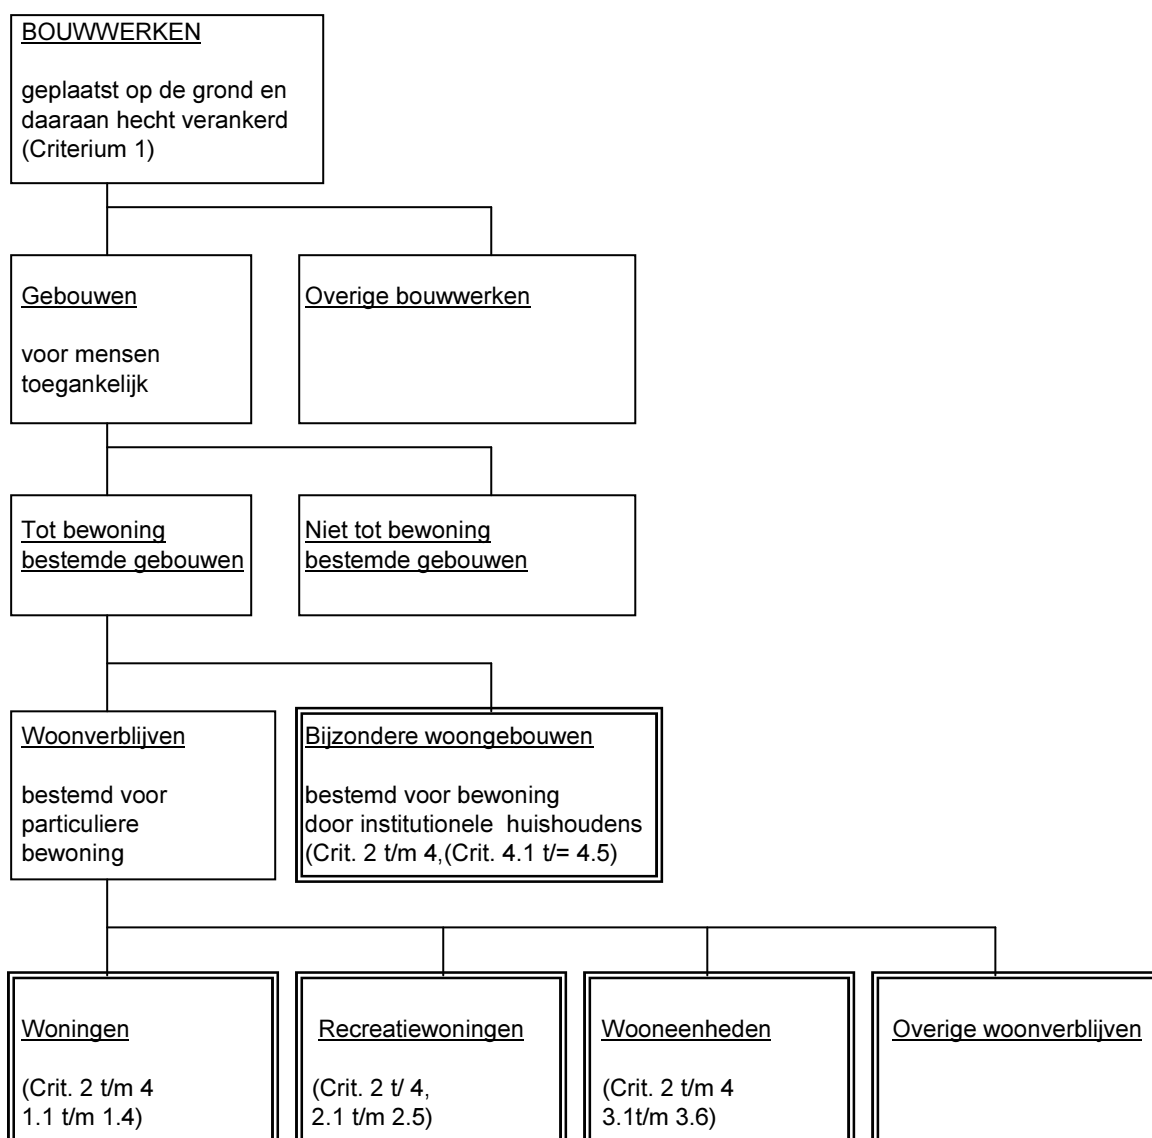 BOUWWERKEN
geplaatst op de grond en
daaraan hecht verankerd
(Criterium 1)
Gebouwen
voor mensen
toegankelijk
Overige bouwwerken
Tot bewoning
bestemde gebouwen
Niet tot bewoning
bestemde gebouwen
Woonverblijven
bestemd voor
particuliere
bewoning
Bijzondere woongebouwen
bestemd voor bewoning
door institutionele huishoudens
(Crit. 2 t/m 4,(Crit. 4.1 t/= 4.5)
Woningen
(Crit. 2 t/m 4
1.1 t/m 1.4)
Recreatiewoningen
(Crit. 2 t/ 4,
2.1 t/m 2.5)
Wooneenheden
(Crit. 2 t/m 4
3.1t/m 3.6)
Overige woonverblijven